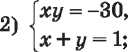 2) { xy = –30,
x + y = 1;